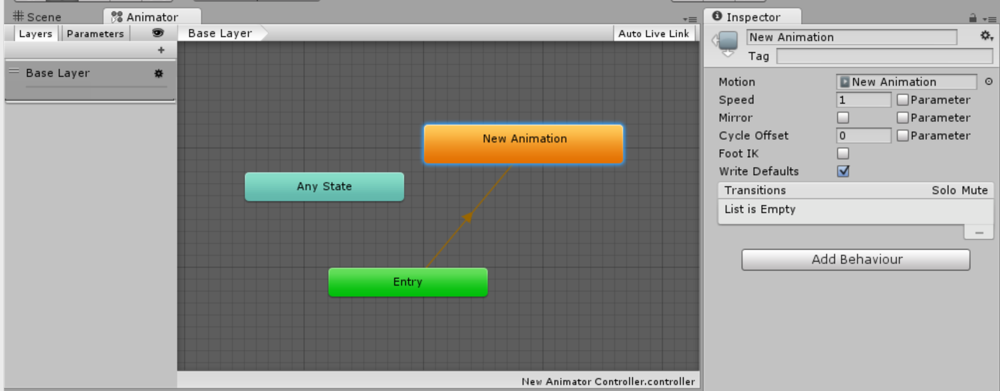 Scene
Animator
Layers
Parameters
Base Layer
Auto Live Link
Base Layer
New Animation
Any State
Entry
New Animator Controller.controller
Inspector
New Animation
Tag
Motion New Animation
Speed 1 Parameter
Mirror Parameter
Cycle Offset 0 Parameter
Foot IK
Write Defaults
Transitions Solo Mute
List is Empty
Add Behaviour